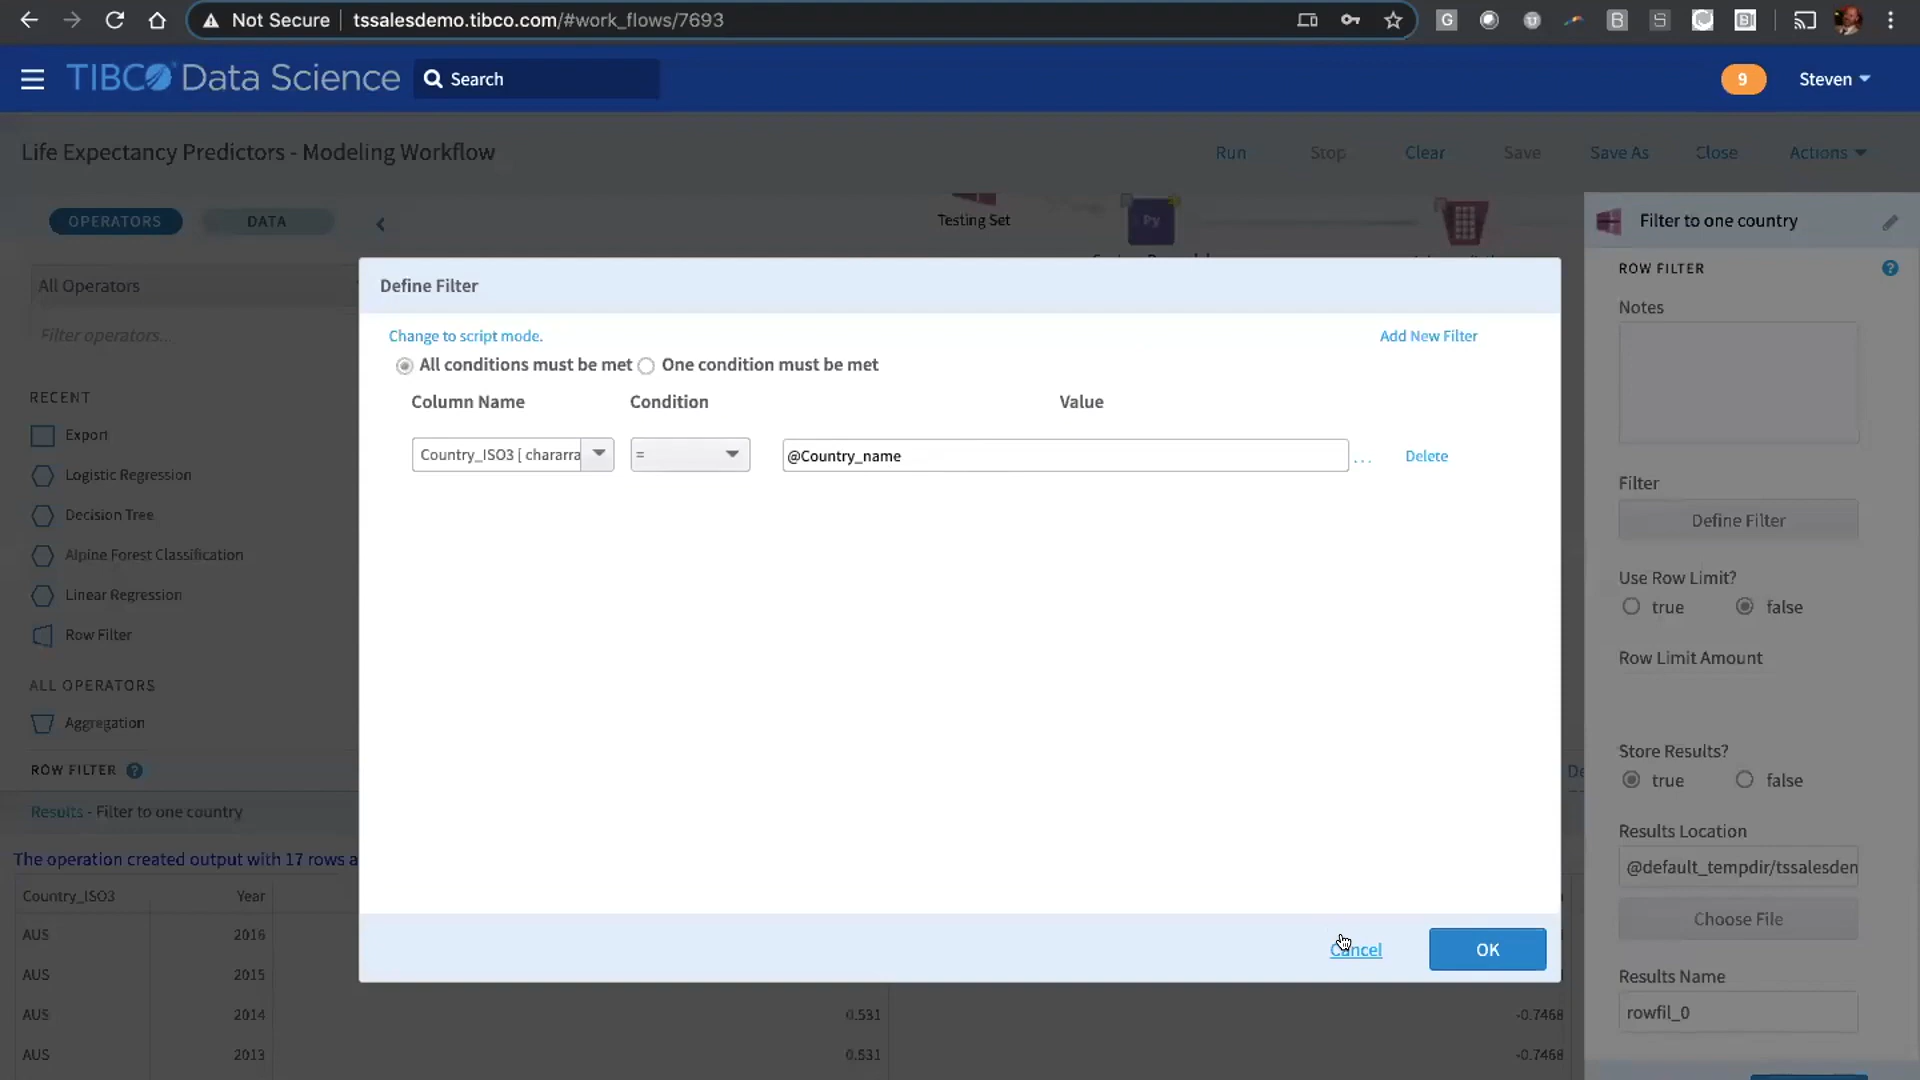 Not Secure | tssalesdemo.tibco.com/#work_flows/7693
TIBCO Data Science
Search
9
Steven
Life Expectancy Predictors - Modeling Workflow
Run
Stop
Clear
Save
Save As
Close
Actions
OPERATORS
DATA
Testing Set
Py
Filter to one country
All Operators
Filter operators...
RECENT
Export
Logistic Regression
Decision Tree
Alpine Forest Classification
Linear Regression
Row Filter
ALL OPERATORS
Aggregation
ROW FILTER
Results - Filter to one country
The operation created output with 17 rows a
Country_ISO3 Year
AUS 2016
AUS 2015
AUS 2014 0.531 -0.7468
AUS 2013 0.531 -0.7468
Define Filter
Change to script mode.
Add New Filter
All conditions must be met
One condition must be met
Column Name
Condition
Value
Country_ISO3 [ chararra
=
@Country_name
...
Delete
Cancel
OK
ROW FILTER
Notes
Filter
Define Filter
Use Row Limit?
true
false
Row Limit Amount
Store Results?
true
false
Results Location
@default_tempdir/tssalesden
Choose File
Results Name
rowfil_0